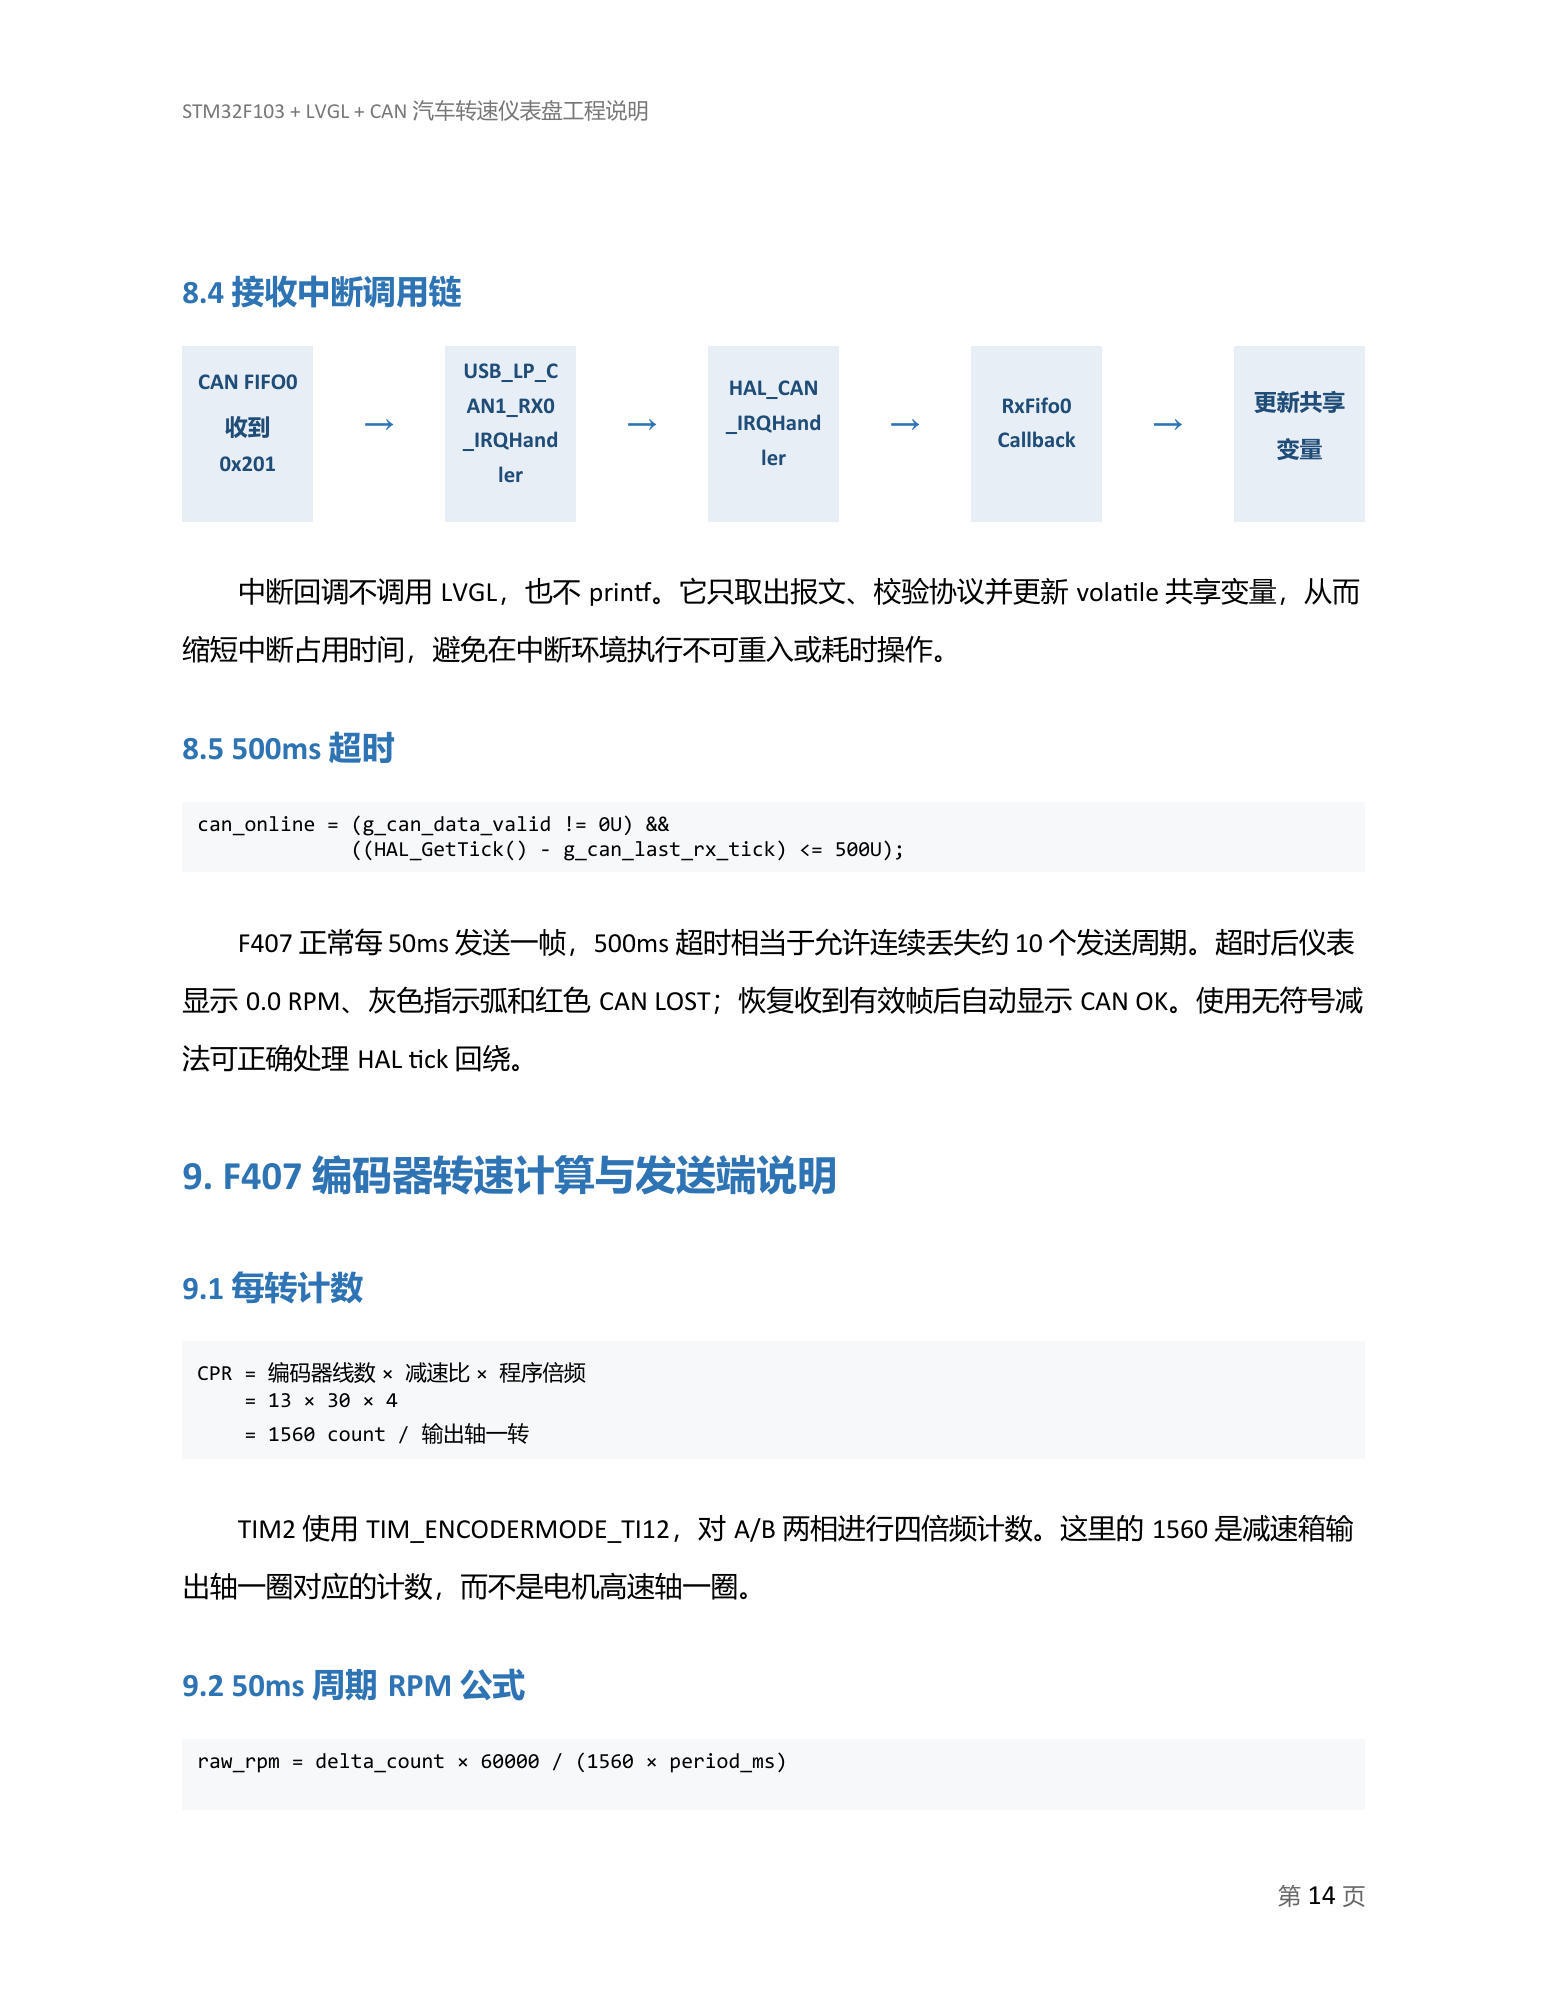 STM32F103 + LVGL + CAN 汽车转速仪表盘工程说明
8.4 接收中断调用链
CAN FIFO0
收到
0x201
→
USB_LP_C
AN1_RX0
_IRQHand
ler
→
HAL_CAN
_IRQHand
ler
→
RxFifo0
Callback
→
更新共享
变量
中断回调不调用 LVGL，也不 printf。它只取出报文、校验协议并更新 volatile 共享变量，从而
缩短中断占用时间，避免在中断环境执行不可重入或耗时操作。
8.5 500ms 超时
can_online = (g_can_data_valid != 0U) &&
((HAL_GetTick() - g_can_last_rx_tick) <= 500U);
F407 正常每 50ms 发送一帧，500ms 超时相当于允许连续丢失约 10 个发送周期。超时后仪表
显示 0.0 RPM、灰色指示弧和红色 CAN LOST；恢复收到有效帧后自动显示 CAN OK。使用无符号减
法可正确处理 HAL tick 回绕。
9. F407 编码器转速计算与发送端说明
9.1 每转计数
CPR = 编码器线数 × 减速比 × 程序倍频
= 13 × 30 × 4
= 1560 count / 输出轴一转
TIM2 使用 TIM_ENCODERMODE_TI12，对 A/B 两相进行四倍频计数。这里的 1560 是减速箱输
出轴一圈对应的计数，而不是电机高速轴一圈。
9.2 50ms 周期 RPM 公式
raw_rpm = delta_count × 60000 / (1560 × period_ms)
第 14 页